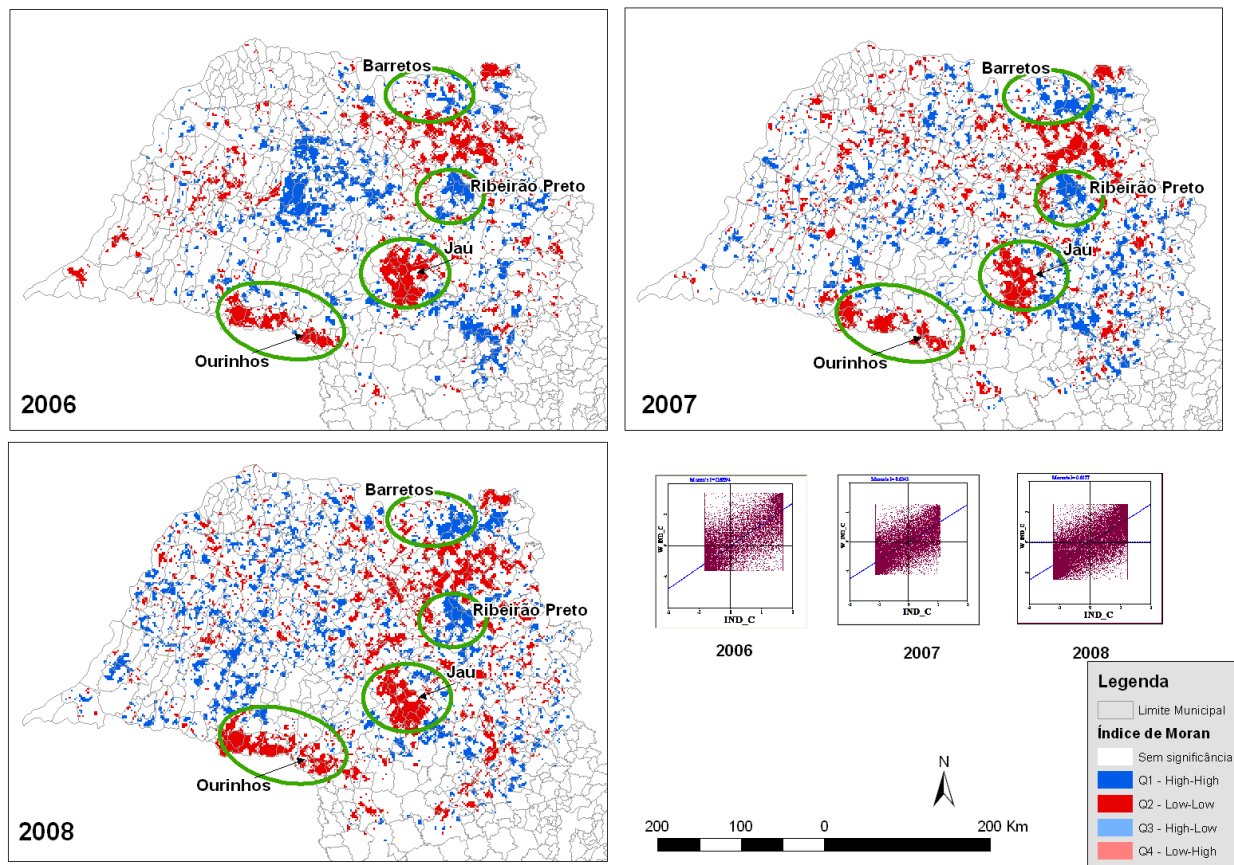 Barretos
Ribeirão Preto
Jaú
Ourinhos
2006
Barretos
Ribeirão Preto
Jaú
Ourinhos
2007
Barretos
Ribeirão Preto
Jaú
Ourinhos
2008
W_IND_C
IND_C
2006
IND_C
2007
IND_C
2008
N
200 100 0 200 Km
Legenda
Limite Municipal
Índice de Moran
Sem significância
Q1 - High-High
Q2 - Low-Low
Q3 - High-Low
Q4 - Low-High